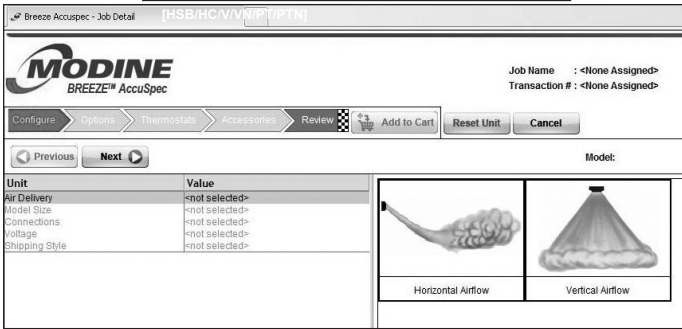 Breeze Accuspec - Job Detail
[HSB/HC/V/VN/PT/PTN]
MODINE
BREEZE™ AccuSpec
Job Name : <None Assigned>
Transaction # : <None Assigned>
Configure Options Thermostats Accessories Review Add to Cart Reset Unit Cancel
Previous Next Model:
Unit Value
Air Delivery <not selected>
Model Size <not selected>
Connections <not selected>
Voltage <not selected>
Shipping Style <not selected>
Horizontal Airflow Vertical Airflow